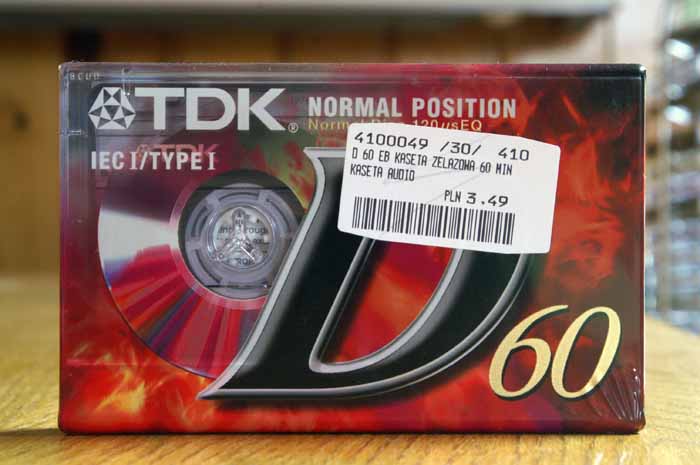 TDK®
NORMAL POSITION
4100049 /30/ 410
D 60 EB KASETA ZELAZOWA 60 MIN
KASETA AUDIO
PLN 3.49
IEC I/TYPE I
D
60